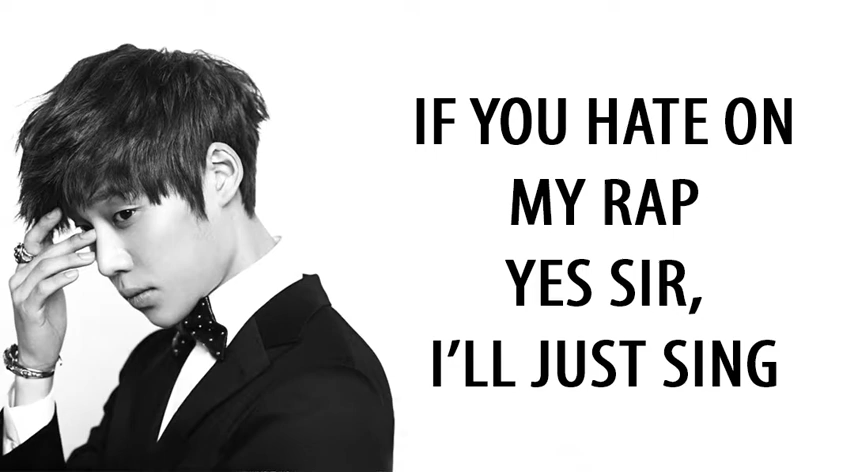 IF YOU HATE ON
MY RAP
YES SIR,
I’LL JUST SING